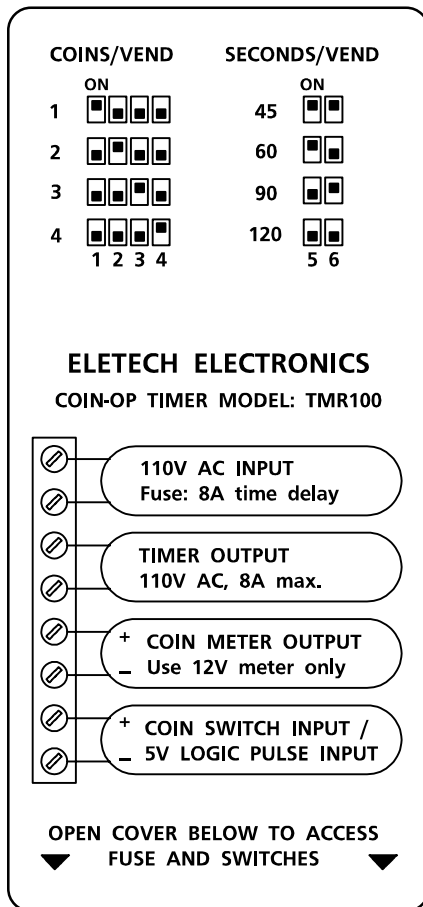 COINS/VEND SECONDS/VEND
ON ON
1 45
2 60
3 90
4 120
1 2 3 4 5 6
ELETECH ELECTRONICS
COIN-OP TIMER MODEL: TMR100
110V AC INPUT
Fuse: 8A time delay
TIMER OUTPUT
110V AC, 8A max.
+ COIN METER OUTPUT
– Use 12V meter only
+ COIN SWITCH INPUT /
– 5V LOGIC PULSE INPUT
OPEN COVER BELOW TO ACCESS
FUSE AND SWITCHES